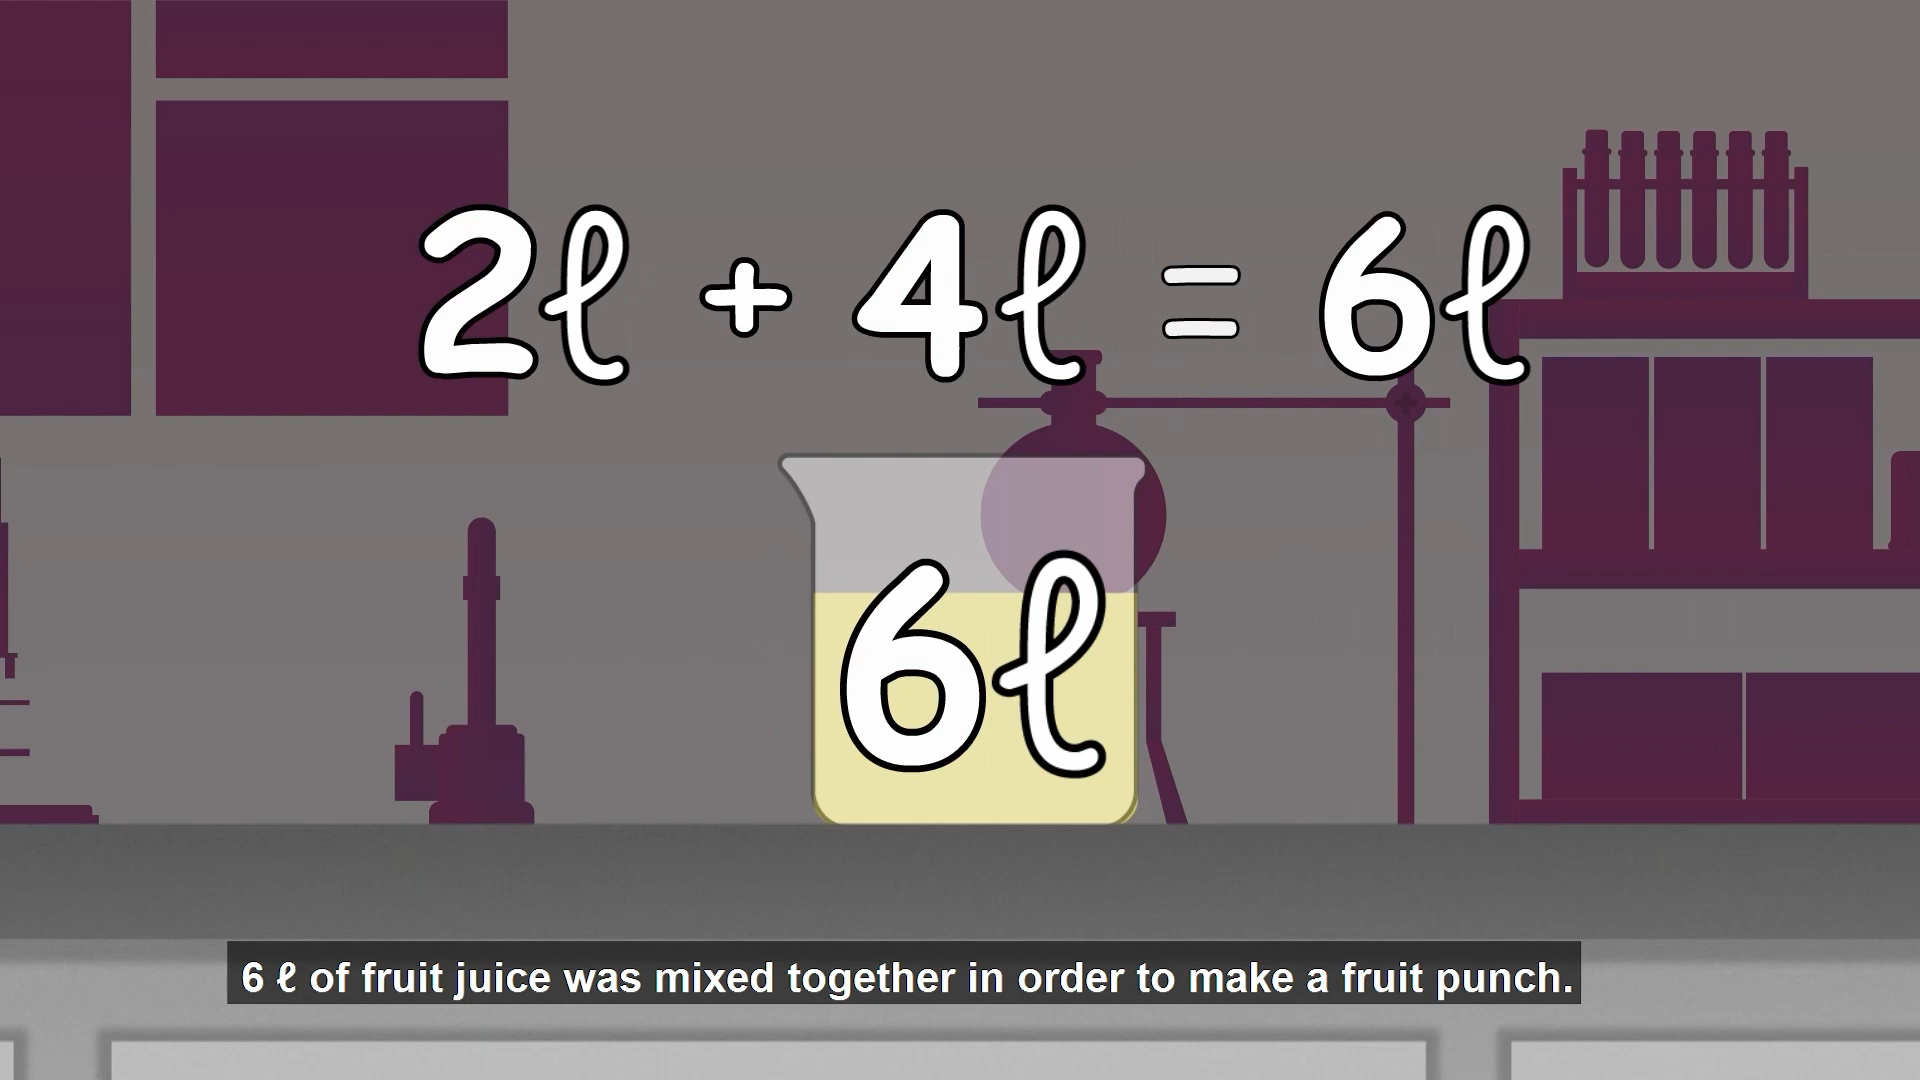 2ℓ + 4ℓ = 6ℓ
6ℓ
6 ℓ of fruit juice was mixed together in order to make a fruit punch.